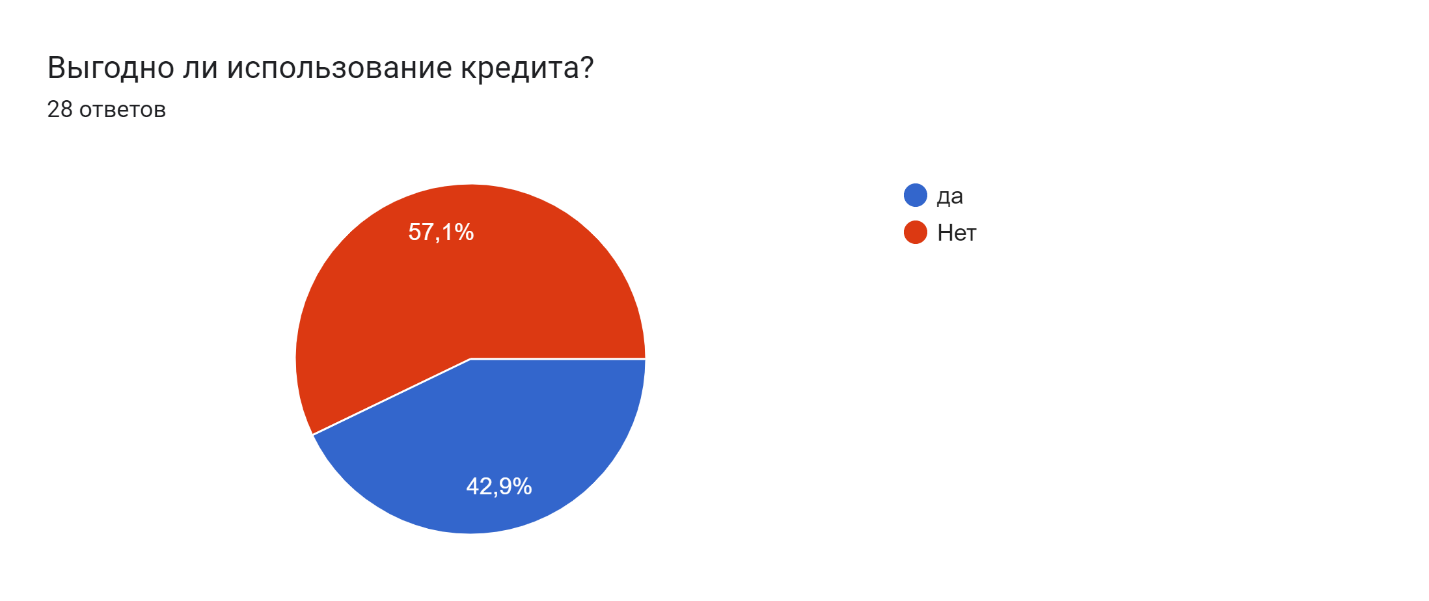 Выгодно ли использование кредита?
28 ответов
57,1%
42,9%
да
Нет